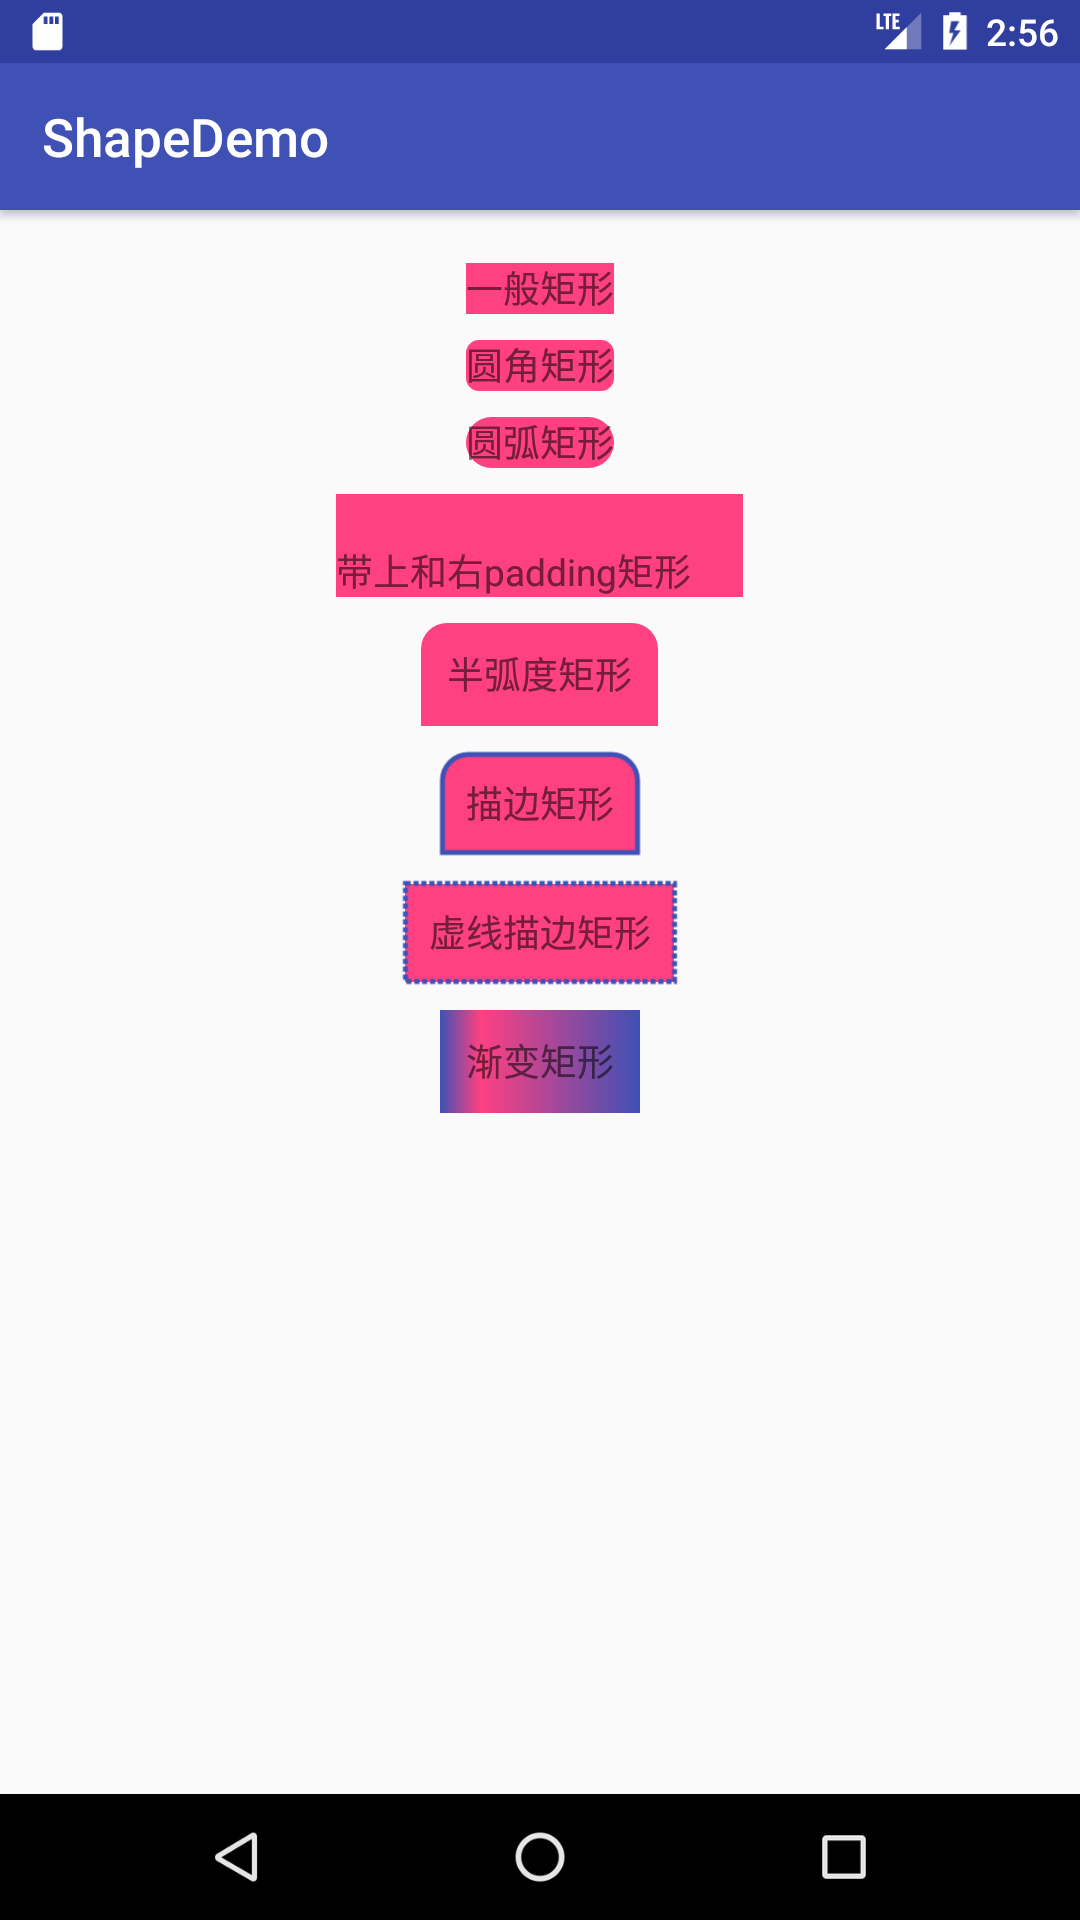 LTE 2:56
ShapeDemo
一般矩形
圆角矩形
圆弧矩形
带上和右padding矩形
半弧度矩形
描边矩形
虚线描边矩形
渐变矩形